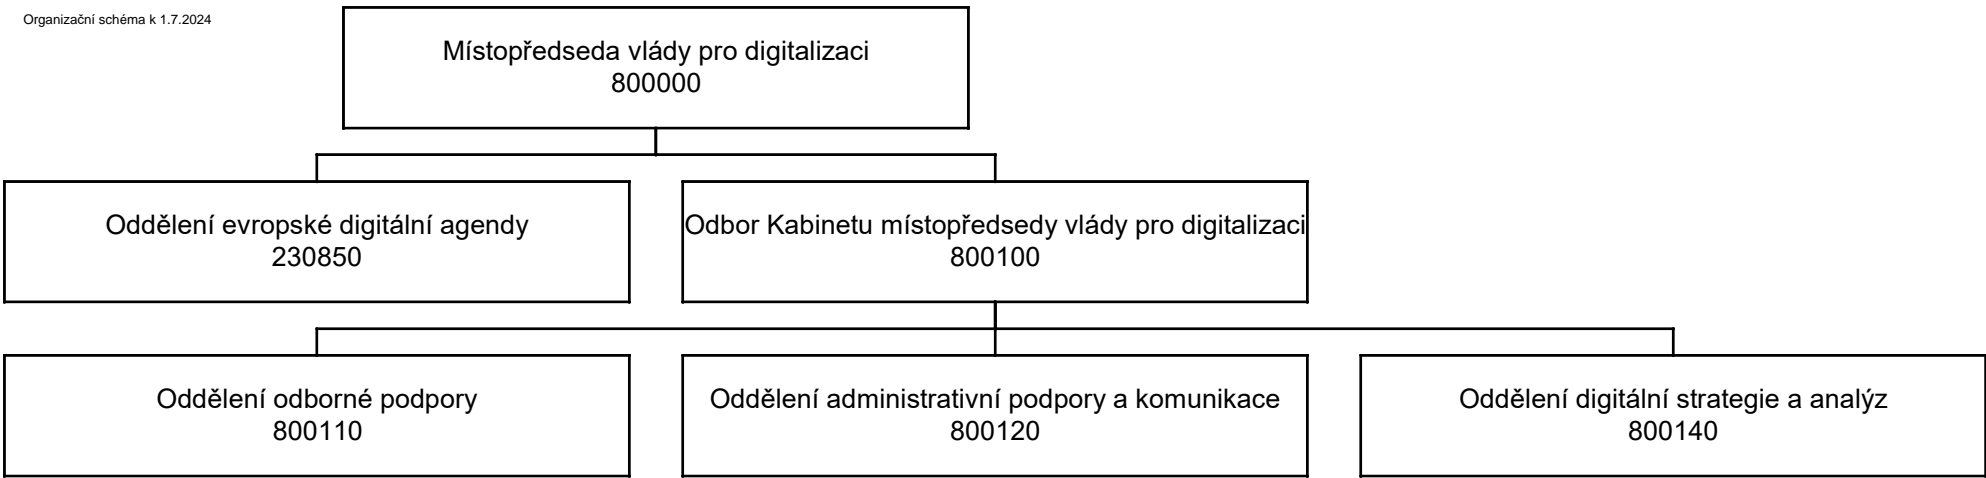 Organizační schéma k 1.7.2024
Místopředseda vlády pro digitalizaci
800000
Oddělení evropské digitální agendy
230850
Odbor Kabinetu místopředsedy vlády pro digitalizaci
800100
Oddělení odborné podpory
800110
Oddělení administrativní podpory a komunikace
800120
Oddělení digitální strategie a analýz
800140